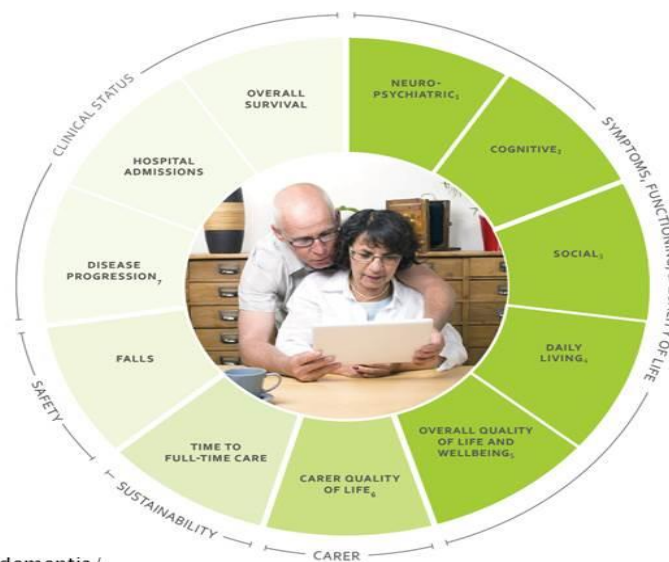 OVERALL
SURVIVAL
NEURO-
PSYCHIATRIC1
COGNITIVE2
SOCIAL3
DAILY
LIVING4
OVERALL QUALITY
OF LIFE AND
WELLBEING5
CARER QUALITY
OF LIFE6
TIME TO
FULL-TIME CARE
FALLS
DISEASE
PROGRESSION7
HOSPITAL
ADMISSIONS
CLINICAL STATUS
SYMPTOMS, FUNCTIONING, QUALITY OF LIFE
SAFETY
SUSTAINABILITY
CARER